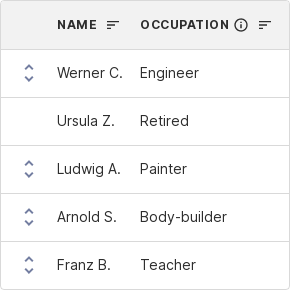 NAME OCCUPATION
Werner C. Engineer
Ursula Z. Retired
Ludwig A. Painter
Arnold S. Body-builder
Franz B. Teacher